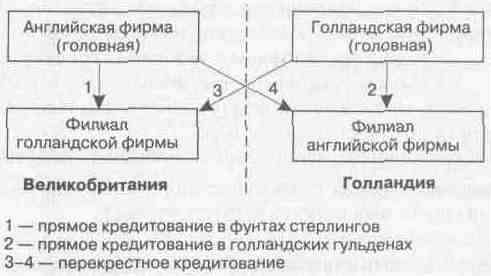 Английская фирма
(головная)
Голландская фирма
(головная)
1
3
4
2
Филиал
голландской фирмы
Филиал
английской фирмы
Великобритания
Голландия
1 — прямое кредитование в фунтах стерлингов
2 — прямое кредитование в голландских гульденах
3–4 — перекрестное кредитование